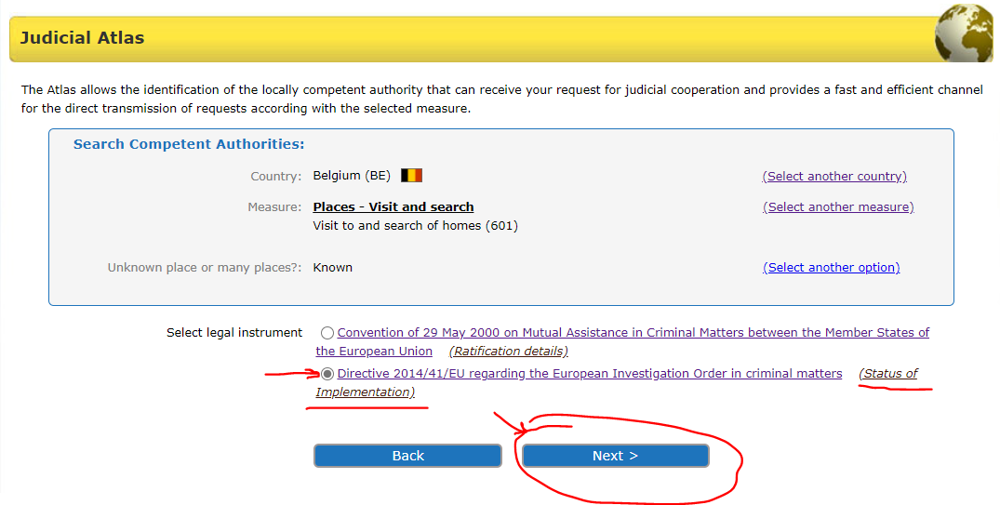 Judicial Atlas
The Atlas allows the identification of the locally competent authority that can receive your request for judicial cooperation and provides a fast and efficient channel
for the direct transmission of requests according with the selected measure.
Search Competent Authorities:
Country: Belgium (BE) (Select another country)
Measure: Places - Visit and search (Select another measure)
Visit to and search of homes (601)
Unknown place or many places?: Known (Select another option)
Select legal instrument Convention of 29 May 2000 on Mutual Assistance in Criminal Matters between the Member States of
the European Union (Ratification details)
Directive 2014/41/EU regarding the European Investigation Order in criminal matters (Status of
Implementation)
Back Next >